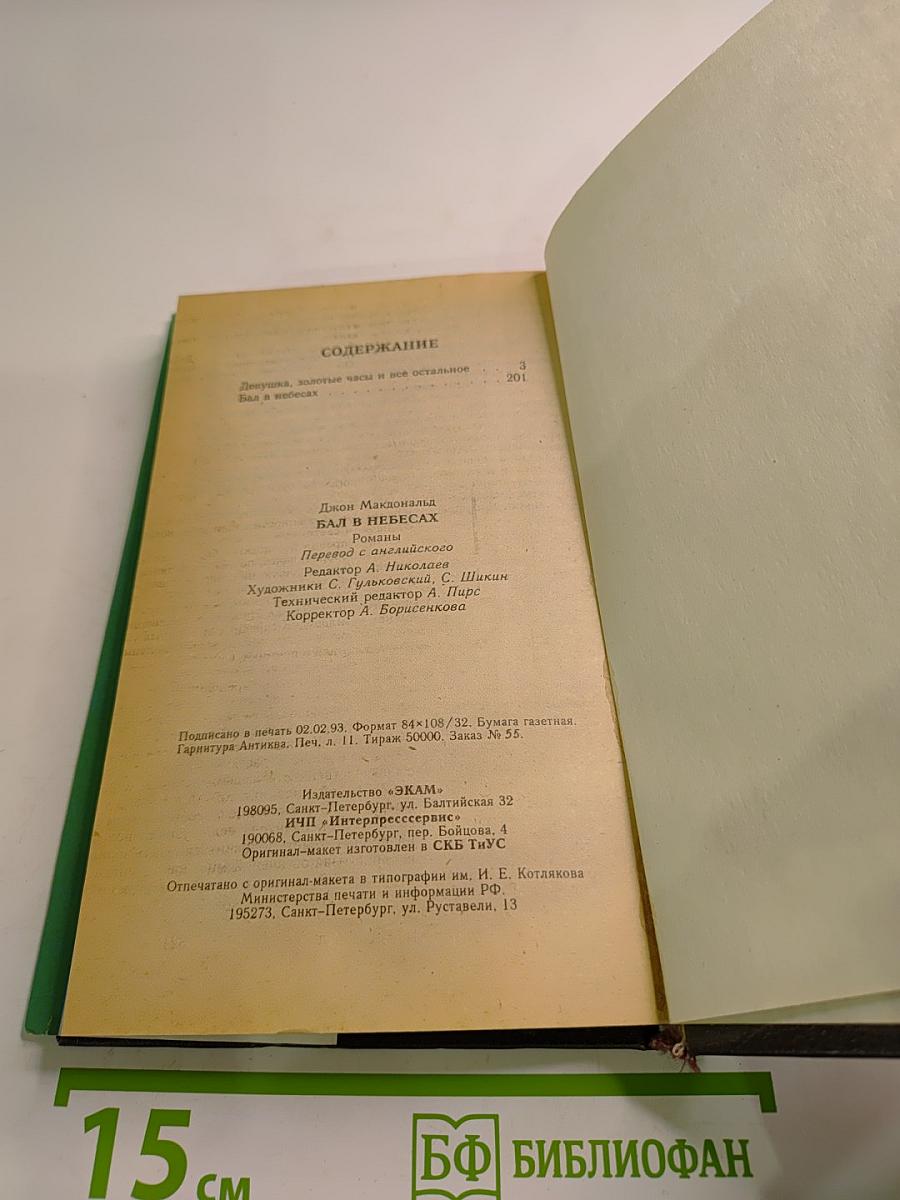 СОДЕРЖАНИЕ
Девушка, золотые часы и всё остальное . . 3
Бал в небесах . . . . . . . . . . . . . . 201
Джон Макдональд
БАЛ В НЕБЕСАХ
Романы
Перевод с английского
Редактор А. Николаев
Художники С. Гульковский, С. Шикин
Технический редактор А. Пирс
Корректор А. Борисенкова
Подписано в печать 02.02.93. Формат 84×108/32. Бумага газетная.
Гарнитура Антиква. Печ. л. 11. Тираж 50000. Заказ № 55.
Издательство «ЭКАМ»
198095, Санкт-Петербург, ул. Балтийская 32
ИЧП «Интерпресссервис»
190068, Санкт-Петербург, пер. Бойцова, 4
Оригинал-макет изготовлен в СКБ ТиУС
Отпечатано с оригинал-макета в типографии им, И. Е. Котлякова
Министерства печати и информации РФ.
195273, Санкт-Петербург, ул. Руставели, 13
15 см
БФ БИБЛИОФАН